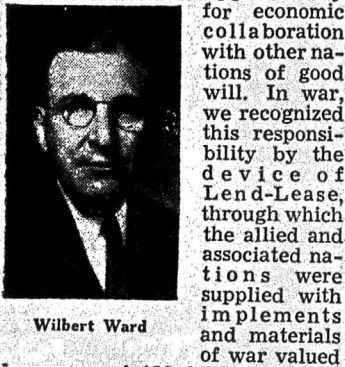 for economic
collaboration
with other na-
tions of good
will. In war,
we recognized
this responsi-
bility by the
device of
Lend-Lease,
through which
the allied and
associated na-
tions were
supplied with
implements
and materials
of war valued
Wilbert Ward